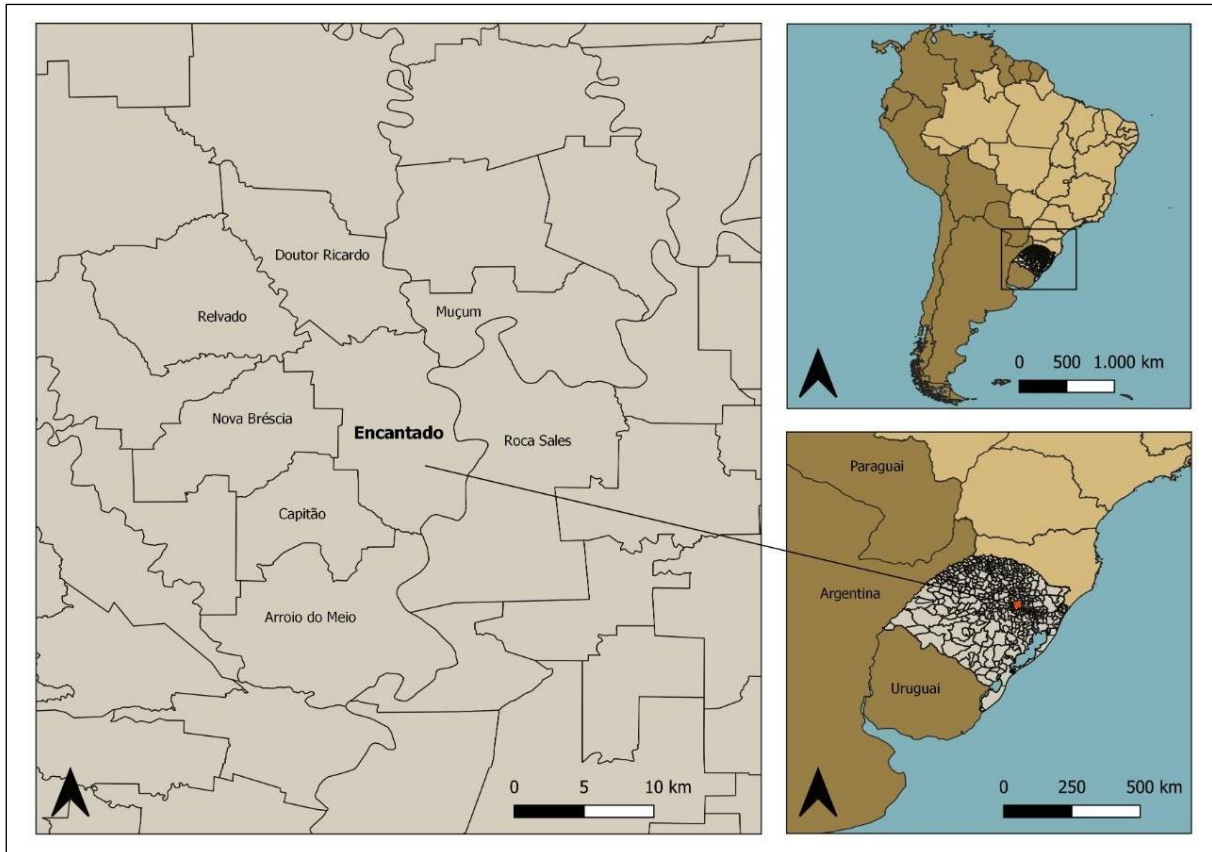 Doutor Ricardo
Relvado
Muçum
Nova Bréscia
Encantado
Roca Sales
Capitão
Arroio do Meio
0 5 10 km
0 500 1.000 km
Paraguai
Argentina
Uruguai
0 250 500 km